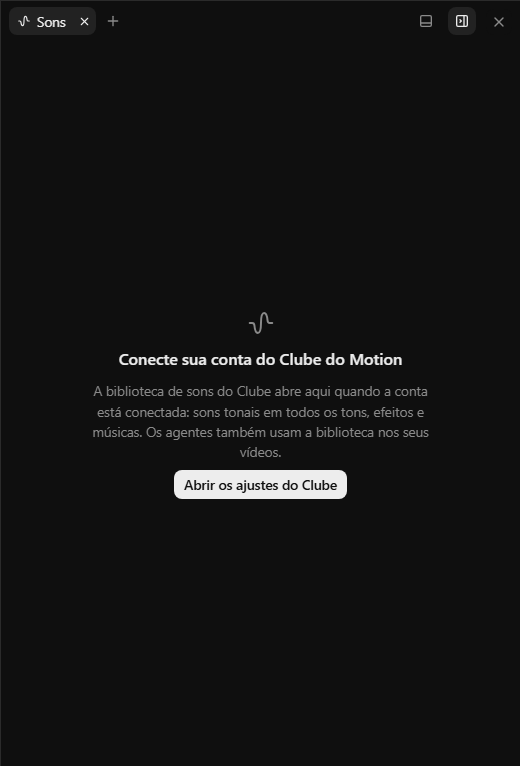 Sons
Conecte sua conta do Clube do Motion
A biblioteca de sons do Clube abre aqui quando a conta
está conectada: sons tonais em todos os tons, efeitos e
músicas. Os agentes também usam a biblioteca nos seus
vídeos.
Abrir os ajustes do Clube